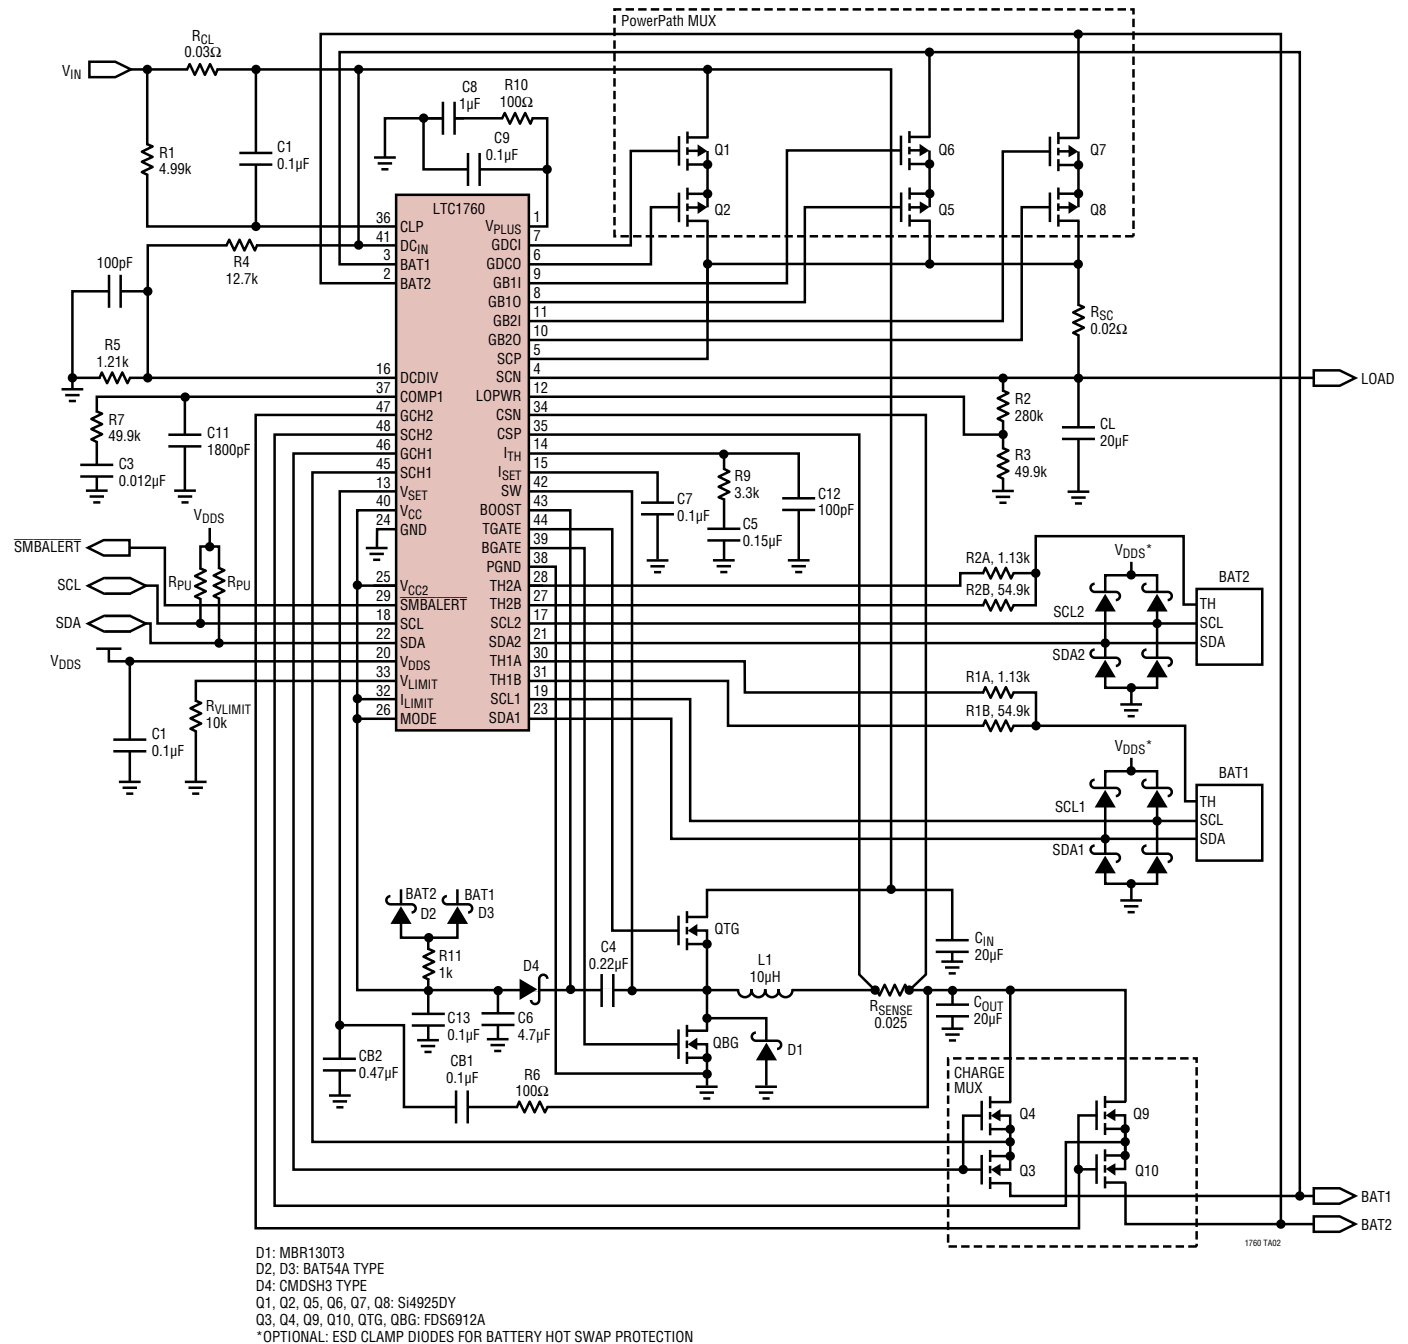 PowerPath MUX
R_CL
0.03Ω
V_IN
C8
1µF
R10
100Ω
C9
0.1µF
R1
4.99k
C1
0.1µF
Q1
Q2
Q6
Q5
Q7
Q8
LTC1760
36 CLP
41 DC_IN
3 BAT1
2 BAT2
16 DCDIV
37 COMP1
47 GCH2
48 SCH2
46 GCH1
45 SCH1
13 V_SET
40 V_CC
24 GND
25 V_CC2
29 SMBALERT
18 SCL
22 SDA
20 V_DDS
33 V_LIMIT
32 I_LIMIT
26 MODE
V_PLUS 1
GDCI 7
GDCO 6
GB1I 9
GB1O 8
GB2I 11
GB2O 10
SCP 5
SCN 4
LOPWR 12
CSN 34
CSP 35
I_TH 14
I_SET 15
SW 42
BOOST 43
TGATE 44
BGATE 39
PGND 38
TH2A 28
TH2B 27
SCL2 17
SDA2 21
TH1A 30
TH1B 31
SCL1 19
SDA1 23
R4
12.7k
100pF
R5
1.21k
R7
49.9k
C3
0.012µF
C11
1800pF
V_DDS
SMBALERT
R_PU
R_PU
SCL
SDA
V_DDS
C1
0.1µF
R_VLIMIT
10k
R_SC
0.02Ω
LOAD
R2
280k
R3
49.9k
CL
20µF
R9
3.3k
C5
0.15µF
C7
0.1µF
C12
100pF
R2A, 1.13k
R2B, 54.9k
V_DDS*
SCL2
SDA2
BAT2
TH
SCL
SDA
R1A, 1.13k
R1B, 54.9k
V_DDS*
SCL1
SDA1
BAT1
TH
SCL
SDA
BAT2
D2
BAT1
D3
R11
1k
D4
C4
0.22µF
QTG
L1
10µH
C_IN
20µF
R_SENSE
0.025
C_OUT
20µF
C13
0.1µF
C6
4.7µF
QBG
D1
CB2
0.47µF
CB1
0.1µF
R6
100Ω
CHARGE
MUX
Q4
Q3
Q9
Q10
BAT1
BAT2
1760 TA02
D1: MBR130T3
D2, D3: BAT54A TYPE
D4: CMDSH3 TYPE
Q1, Q2, Q5, Q6, Q7, Q8: Si4925DY
Q3, Q4, Q9, Q10, QTG, QBG: FDS6912A
*OPTIONAL: ESD CLAMP DIODES FOR BATTERY HOT SWAP PROTECTION